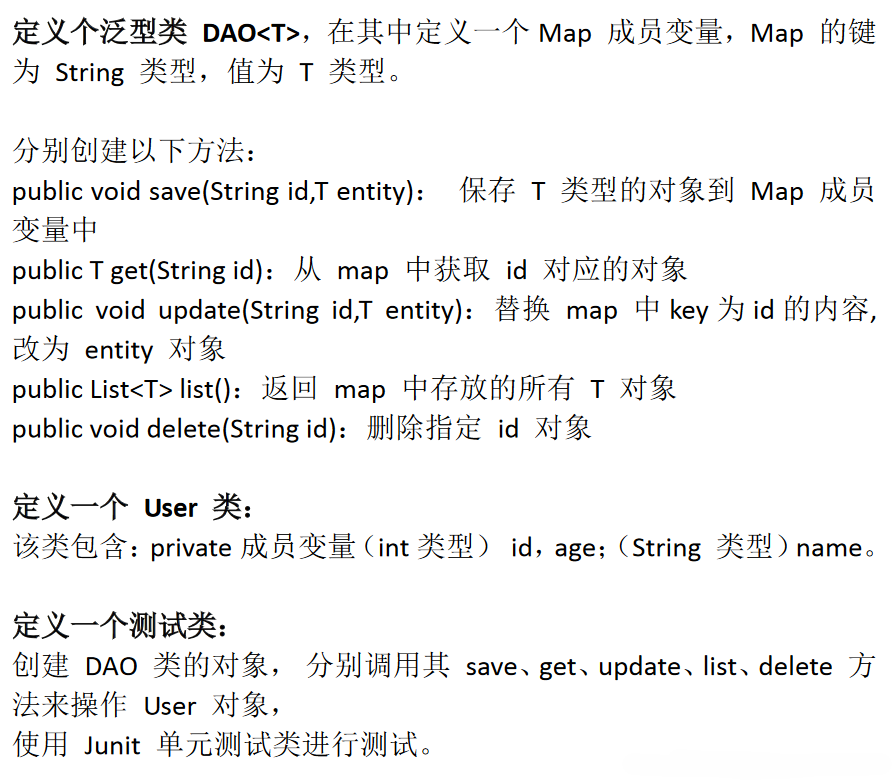 定义个泛型类 DAO<T>，在其中定义一个 Map 成员变量，Map 的键
为 String 类型，值为 T 类型。
分别创建以下方法：
public void save(String id,T entity)： 保存 T 类型的对象到 Map 成员
变量中
public T get(String id)：从 map 中获取 id 对应的对象
public void update(String id,T entity)：替换 map 中 key 为 id 的内容,
改为 entity 对象
public List<T> list()：返回 map 中存放的所有 T 对象
public void delete(String id)：删除指定 id 对象
定义一个 User 类：
该类包含：private 成员变量（int 类型） id，age；（String 类型）name。
定义一个测试类：
创建 DAO 类的对象， 分别调用其 save、get、update、list、delete 方
法来操作 User 对象，
使用 Junit 单元测试类进行测试。